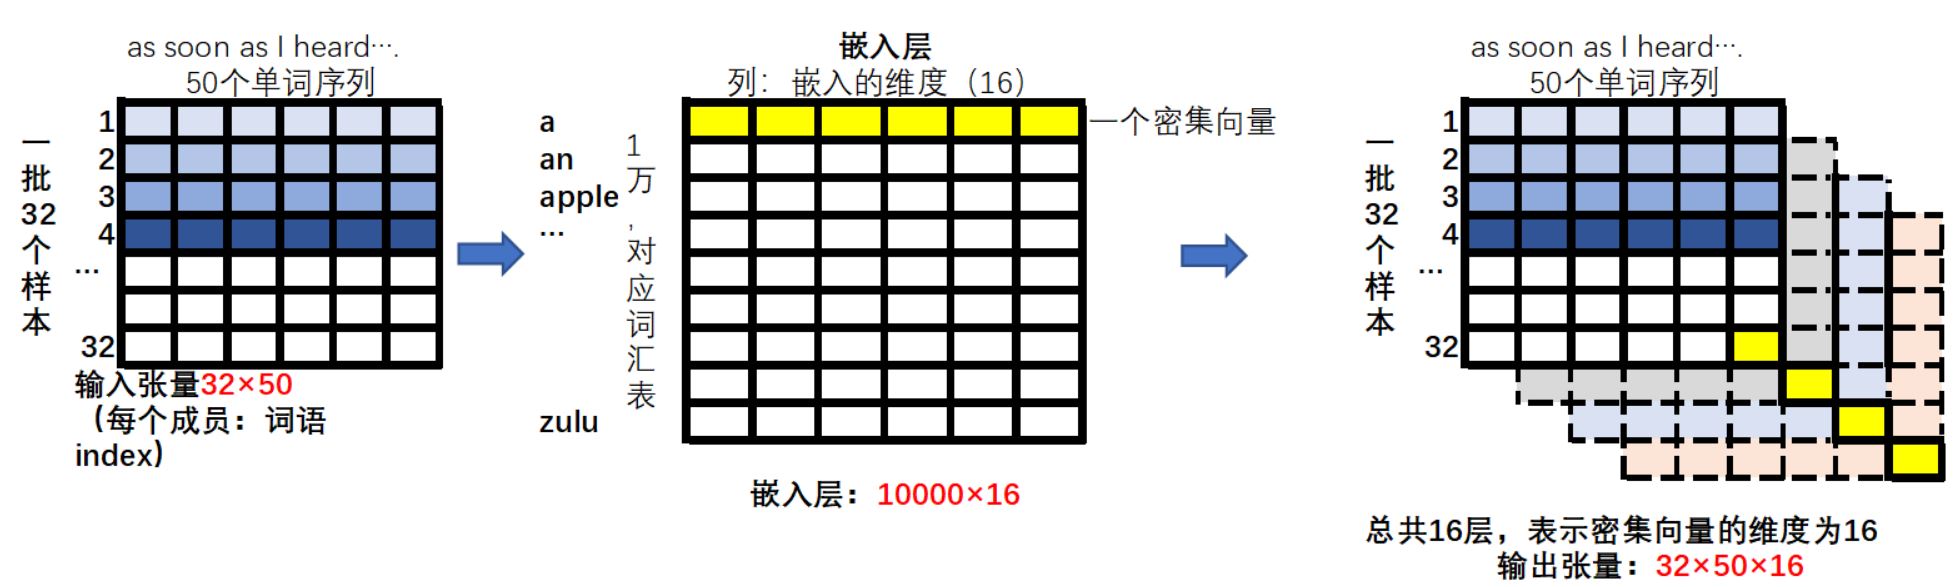 as soon as I heard….
50个单词序列
一批32个样本
1
2
3
4
...
32
输入张量32×50
（每个成员：词语
index）
嵌入层
列：嵌入的维度（16）
a
an
apple
...
zulu
1万，对应词汇表
一个密集向量
嵌入层：10000×16
as soon as I heard….
50个单词序列
一批32个样本
1
2
3
4
...
32
总共16层，表示密集向量的维度为16
输出张量：32×50×16